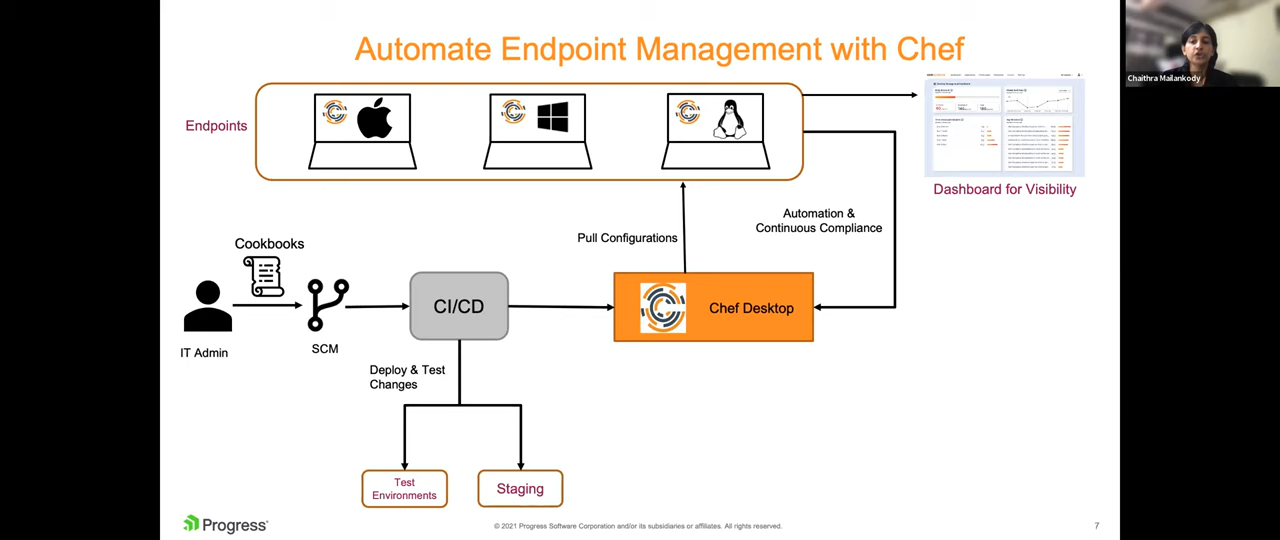 Automate Endpoint Management with Chef
Chaithra Mailankody
Endpoints
Dashboard for Visibility
Automation &
Continuous Compliance
Pull Configurations
Cookbooks
CI/CD
Chef Desktop
IT Admin
SCM
Deploy & Test
Changes
Test
Environments
Staging
Progress
© 2021 Progress Software Corporation and/or its subsidiaries or affiliates. All rights reserved.
7